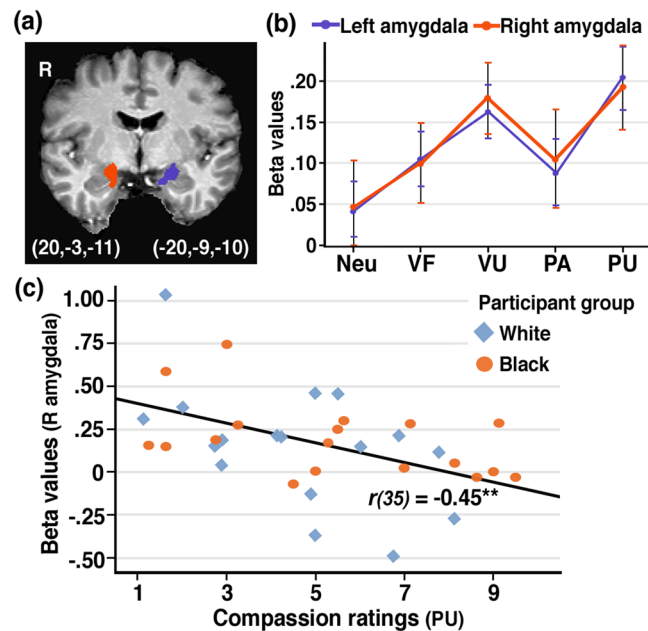 (a)
R
(20,-3,-11)
(-20,-9,-10)
(b)
Left amygdala
Right amygdala
Beta values
.20
.15
.10
.05
0
Neu
VF
VU
PA
PU
(c)
Beta values (R amygdala)
1.00
.75
.50
.25
0
-.25
-.50
Participant group
White
Black
r(35) = -0.45**
1
3
5
7
9
Compassion ratings (PU)